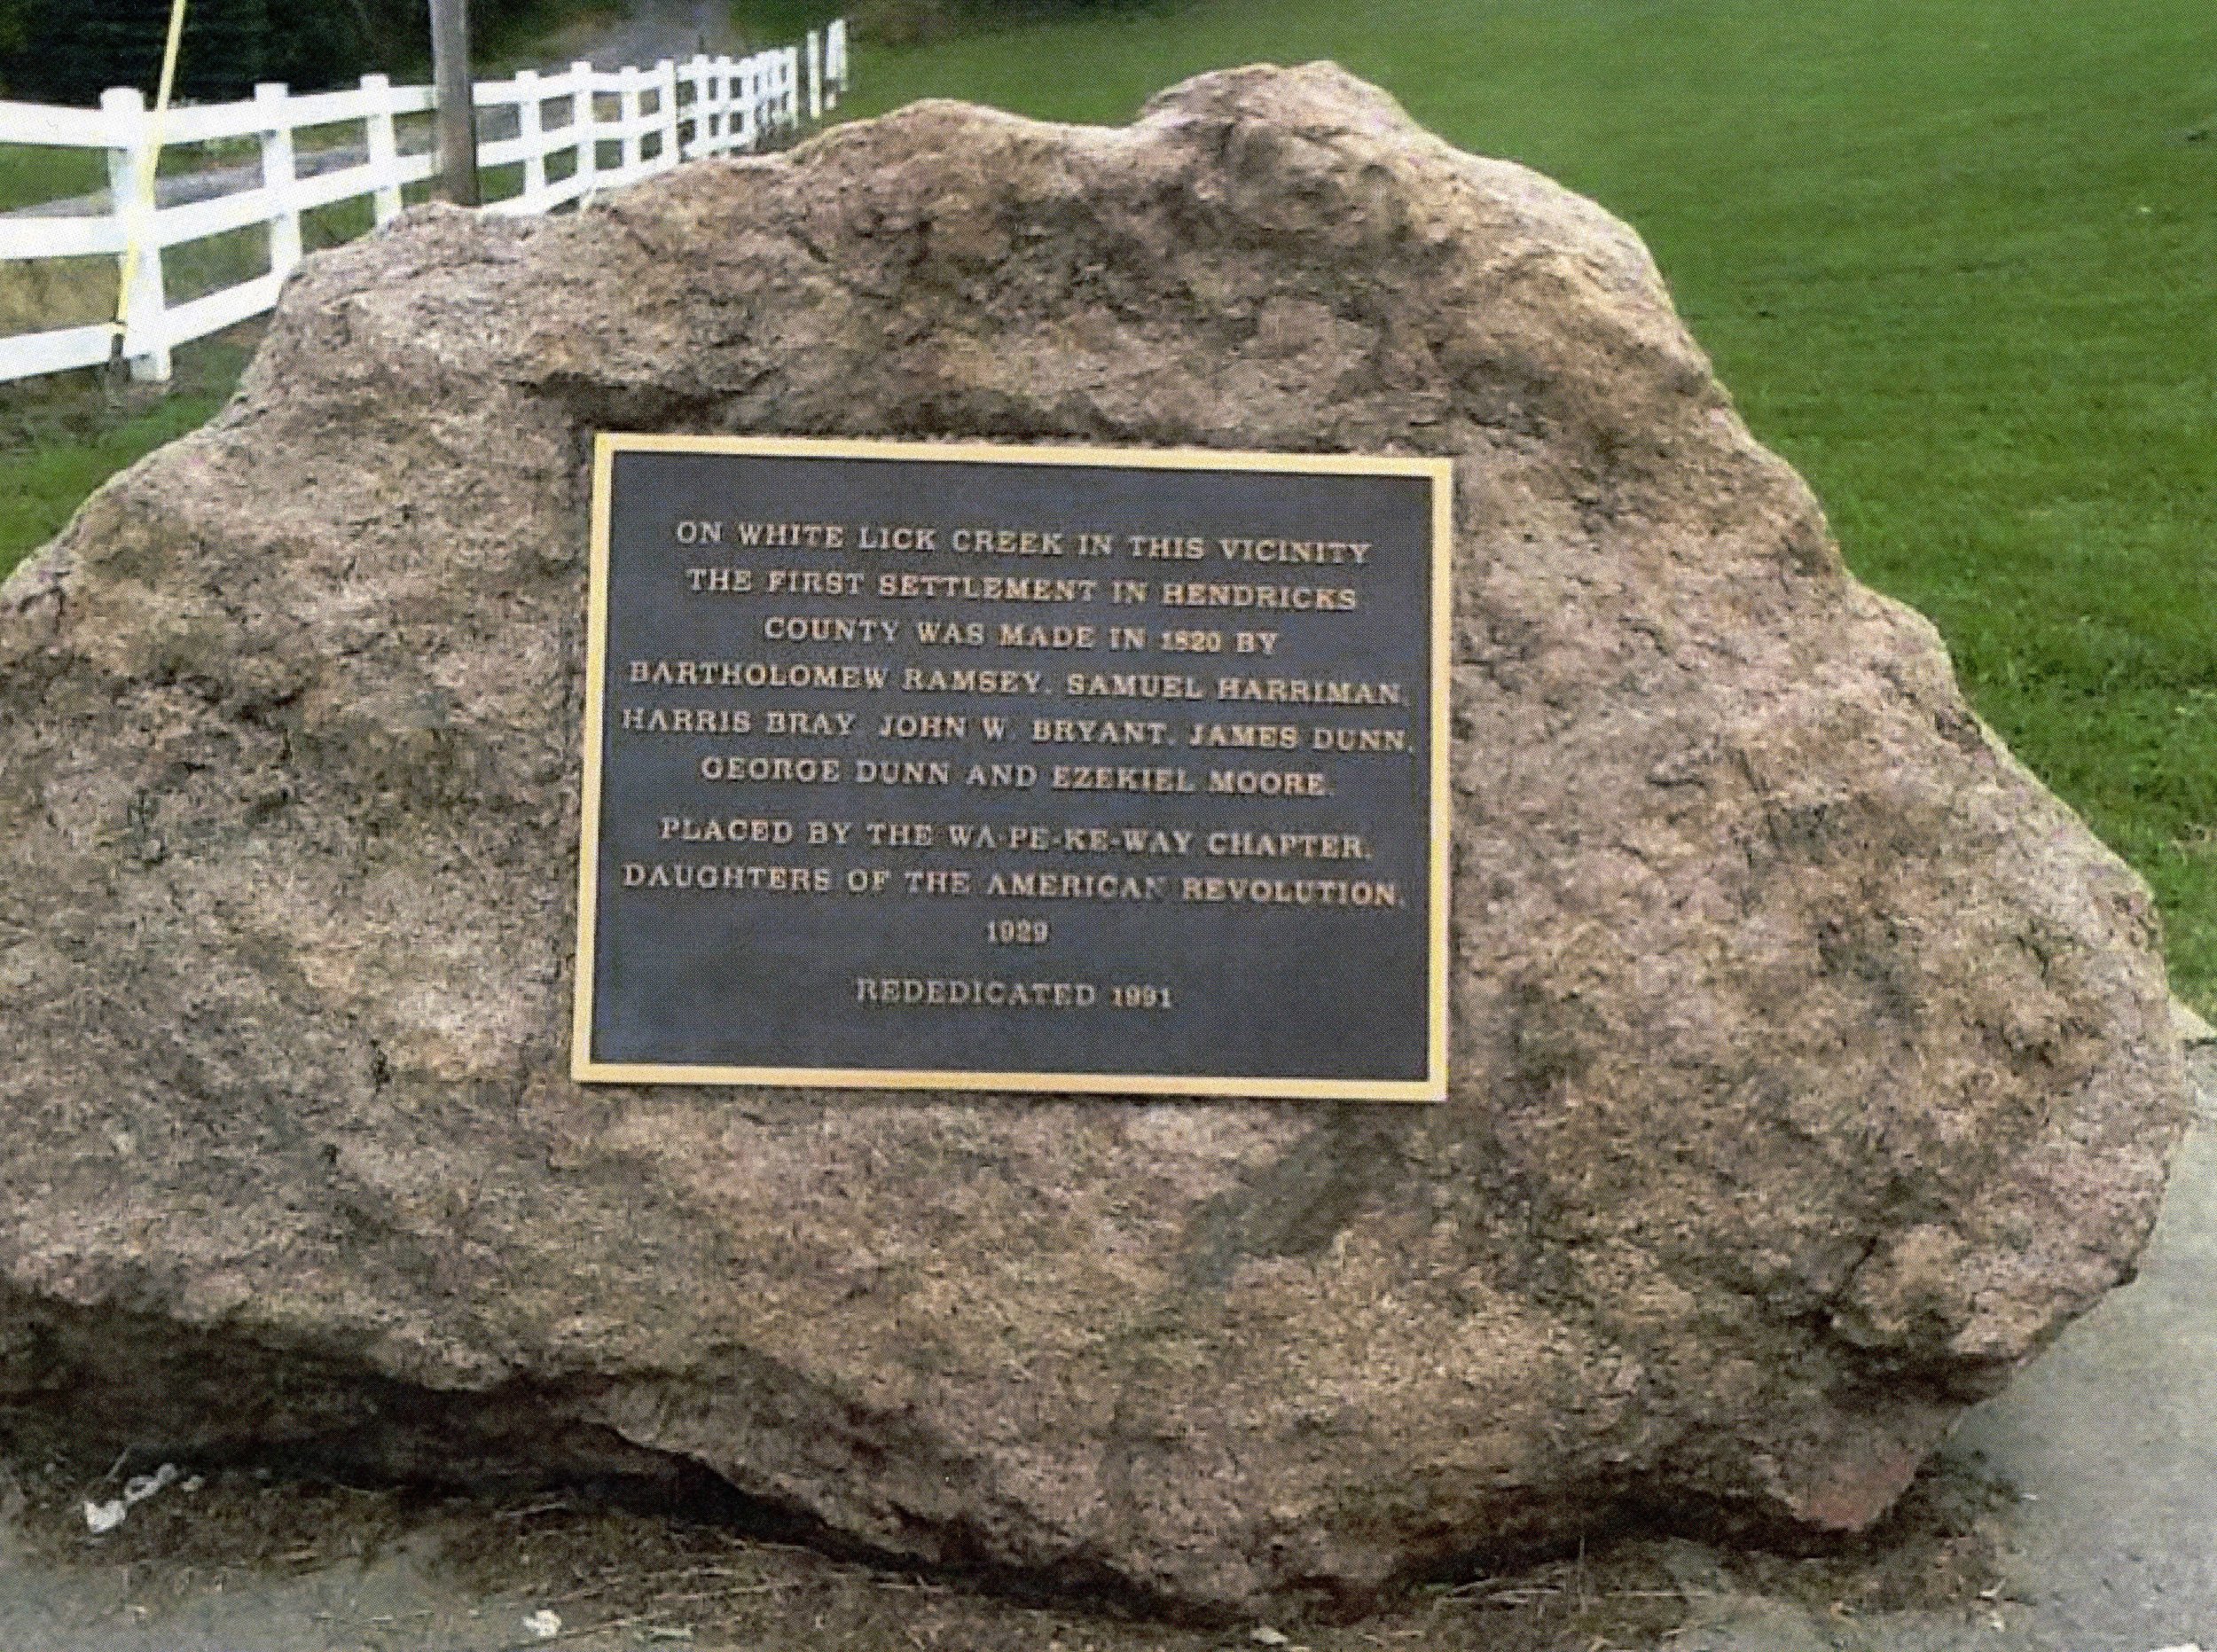 ON WHITE LICK CREEK IN THIS VICINITY
THE FIRST SETTLEMENT IN HENDRICKS
COUNTY WAS MADE IN 1820 BY
BARTHOLOMEW RAMSEY, SAMUEL HARRIMAN,
HARRIS BRAY, JOHN W. BRYANT, JAMES DUNN,
GEORGE DUNN AND EZEKIEL MOORE.
PLACED BY THE WA-PE-KE-WAY CHAPTER,
DAUGHTERS OF THE AMERICAN REVOLUTION,
1929
REDEDICATED 1991